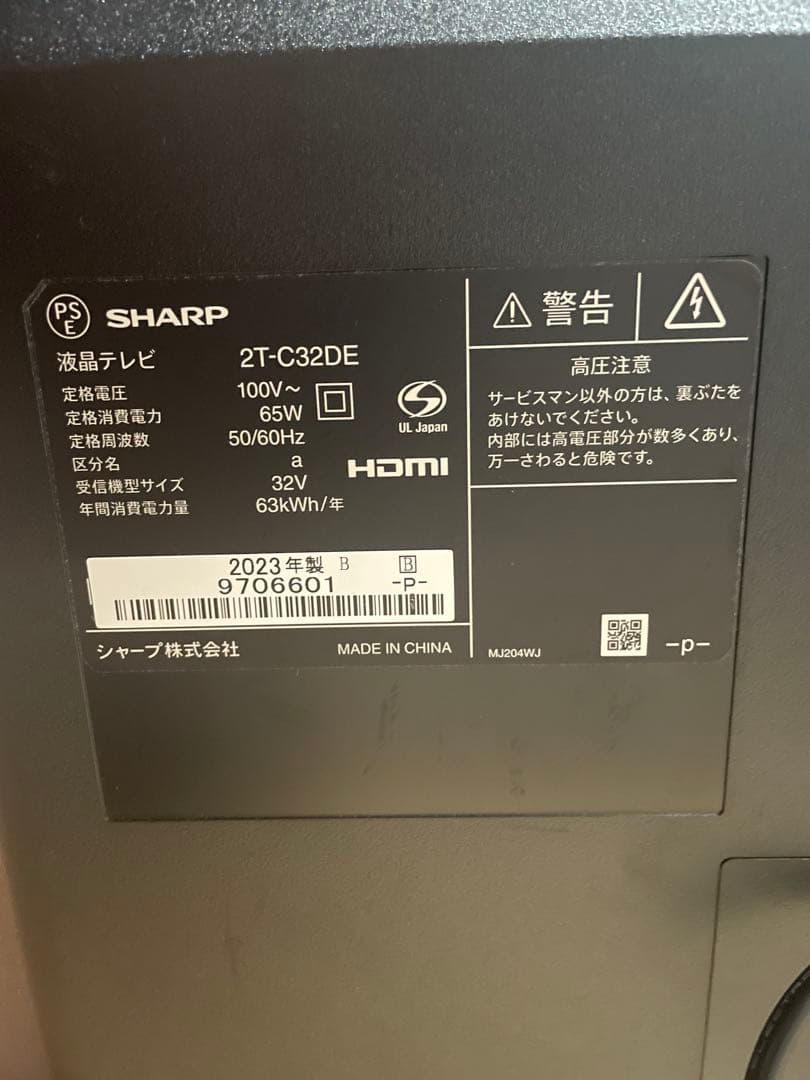 PS
E
SHARP
液晶テレビ 2T-C32DE
定格電圧 100V~
定格消費電力 65W
定格周波数 50/60Hz
区分名 a
受信機型サイズ 32V
年間消費電力量 63kWh/年
S
UL Japan
HDMI
2023年製 B B
9706601 -P-
シャープ株式会社 MADE IN CHINA
警告
高圧注意
サービスマン以外の方は、裏ぶたを
あけないでください。
内部には高電圧部分が数多くあり、
万一さわると危険です。
MJ204WJ -p-